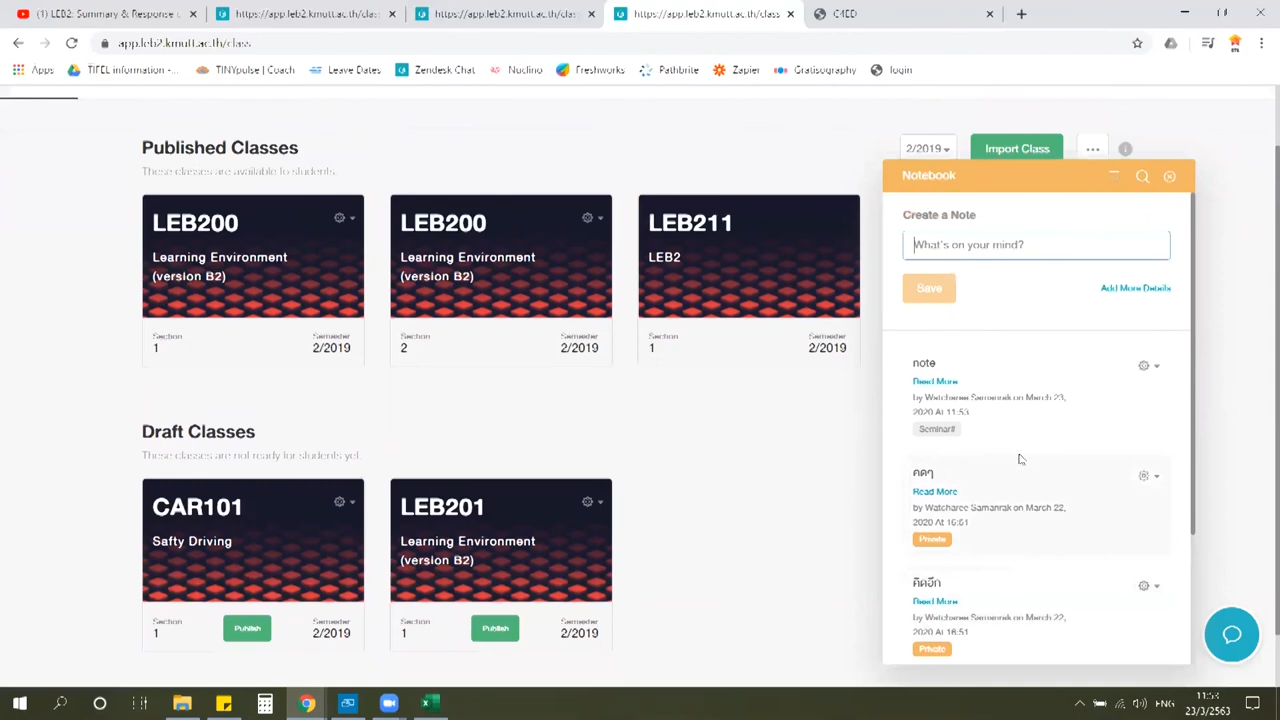 (1) LEB2: Summary & Response
https://app.leb2.kmutt.ac.th/class
https://app.leb2.kmutt.ac.th/class
https://app.leb2.kmutt.ac.th/class
C4ED
app.leb2.kmutt.ac.th/class
Apps
TIFEL information -...
TINYpulse | Coach
Leave Dates
Zendesk Chat
Nuclino
Freshworks
Pathbrite
Zapier
Gratisography
login
Published Classes
These classes are available to students.
2/2019
Import Class
LEB200
Learning Environment
(version B2)
Section
1
Semester
2/2019
LEB200
Learning Environment
(version B2)
Section
2
Semester
2/2019
LEB211
LEB2
Section
1
Semester
2/2019
Draft Classes
These classes are not ready for students yet.
CAR101
Safty Driving
Section
1
Publish
Semester
2/2019
LEB201
Learning Environment
(version B2)
Section
1
Publish
Semester
2/2019
Notebook
Create a Note
What's on your mind?
Save
Add More Details
note
Read More
by Watcharee Samanrak on March 23,
2020 At 11:53
Seminar#
คดๆ
Read More
by Watcharee Samanrak on March 22,
2020 At 16:51
Private
คิดอีก
Read More
by Watcharee Samanrak on March 22,
2020 At 16:51
Private
ENG
11:53
23/3/2563